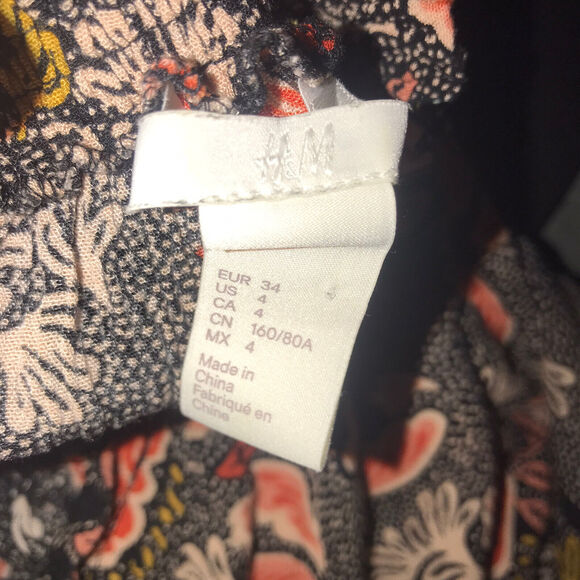 H&M
EUR 34
US 4
CA 4
CN 160/80A
MX 4
Made in
China
Fabriqué en
Chine